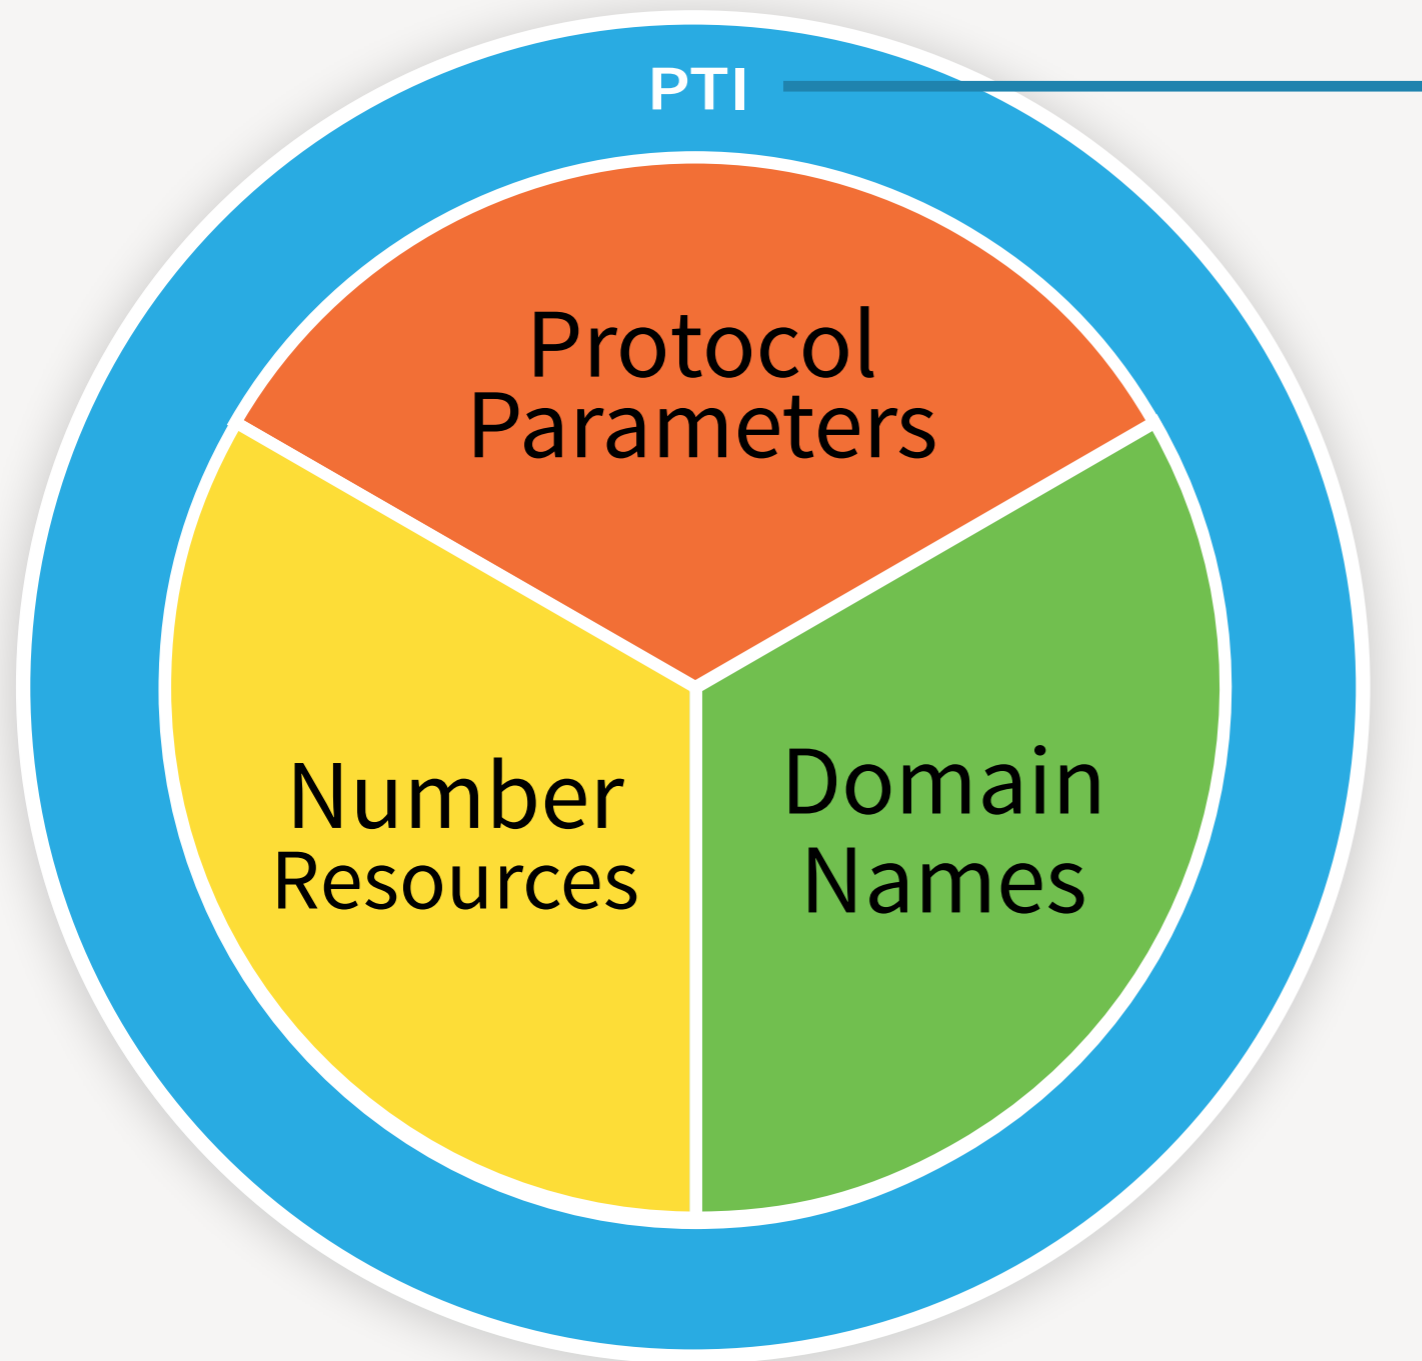 PTI
Protocol
Parameters
Number
Resources
Domain
Names